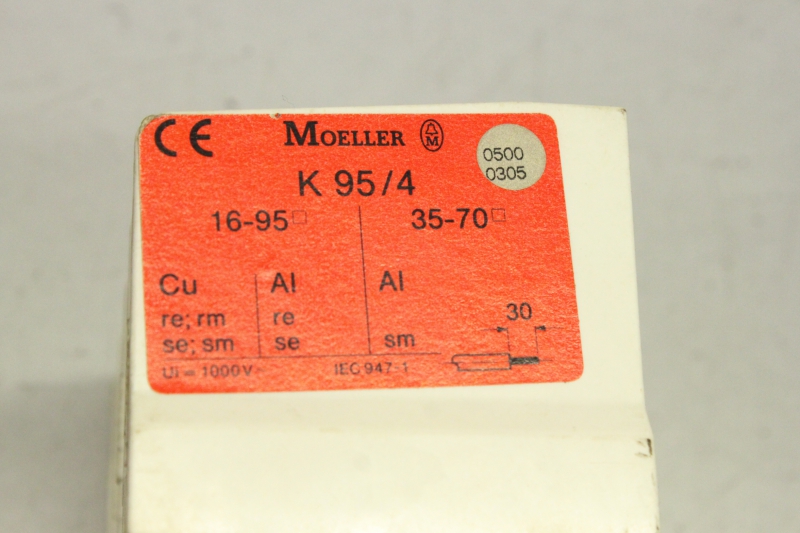 CE MOELLER M
0500
0305
K 95/4
16-95□ 35-70□
Cu Al Al
re; rm re
se; sm se sm
30
Ui = 1000V IEC 947-1